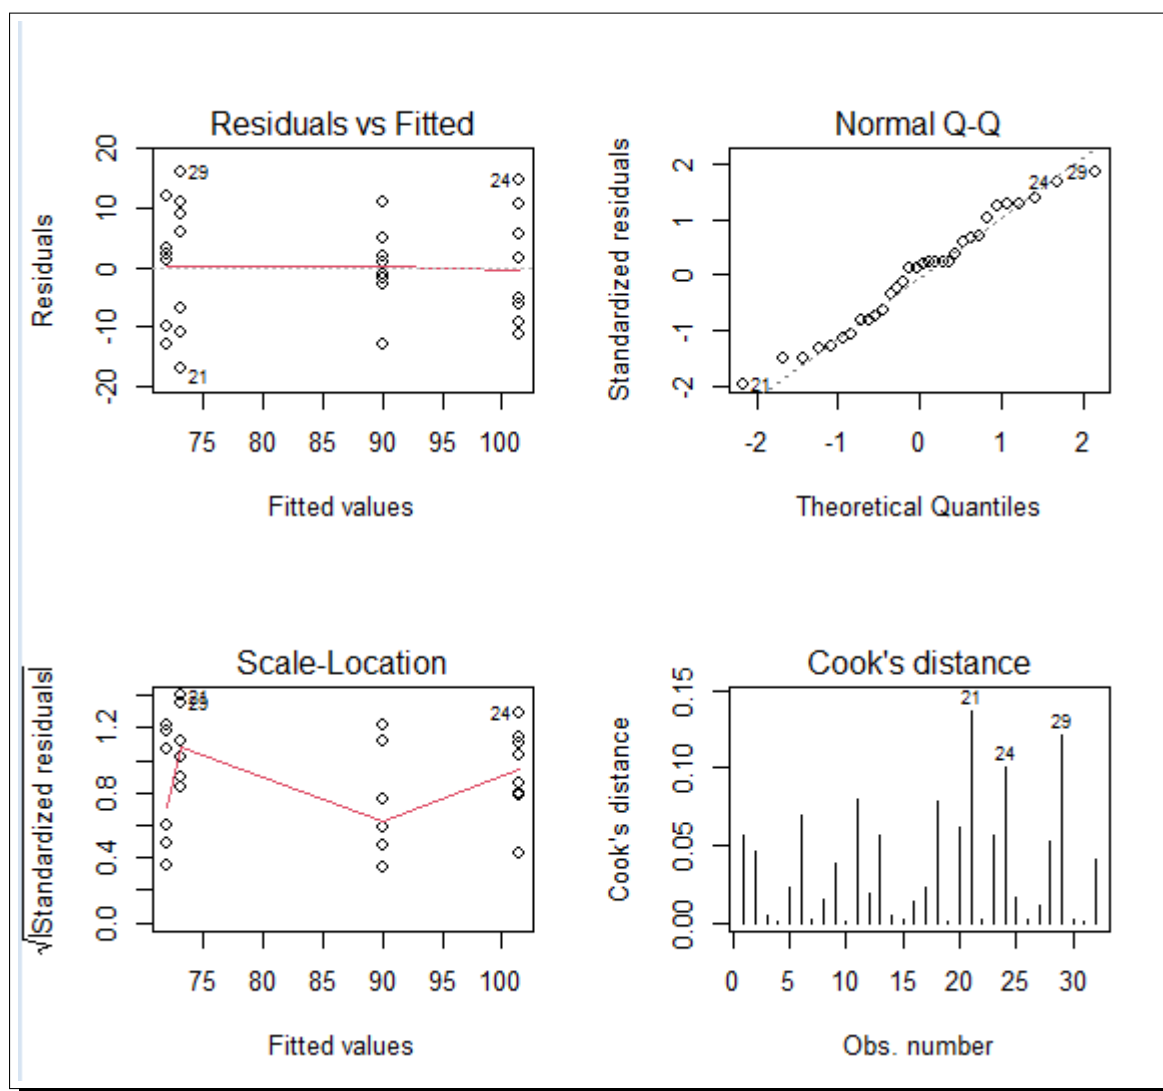 Residuals vs Fitted
Residuals
20
10
0
-10
-20
29
24
21
75 80 85 90 95 100
Fitted values
Normal Q-Q
Standardized residuals
2
1
0
-1
-2
24 29
21
-2 -1 0 1 2
Theoretical Quantiles
Scale-Location
√|Standardized residuals|
1.2
0.8
0.4
0.0
29
24
75 80 85 90 95 100
Fitted values
Cook's distance
Cook's distance
0.15
0.10
0.05
0.00
21
24
29
0 5 10 15 20 25 30
Obs. number